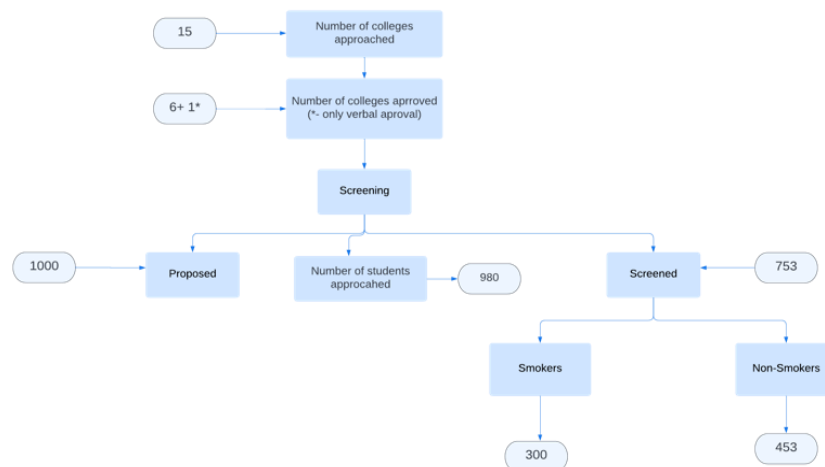 15
Number of colleges
approached
6+ 1*
Number of colleges aprroved
(*- only verbal aproval)
Screening
1000
Proposed
Number of students
approcahed
980
Screened
753
Smokers
Non-Smokers
300
453